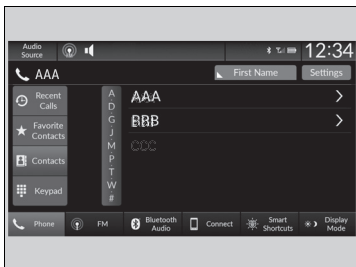 Audio Source
12:34
AAA
First Name
Settings
Recent Calls
Favorite Contacts
Contacts
Keypad
A
D
G
J
M
P
T
W
#
AAA
BBB
CCC
Phone
FM
Bluetooth Audio
Connect
Smart Shortcuts
Display Mode